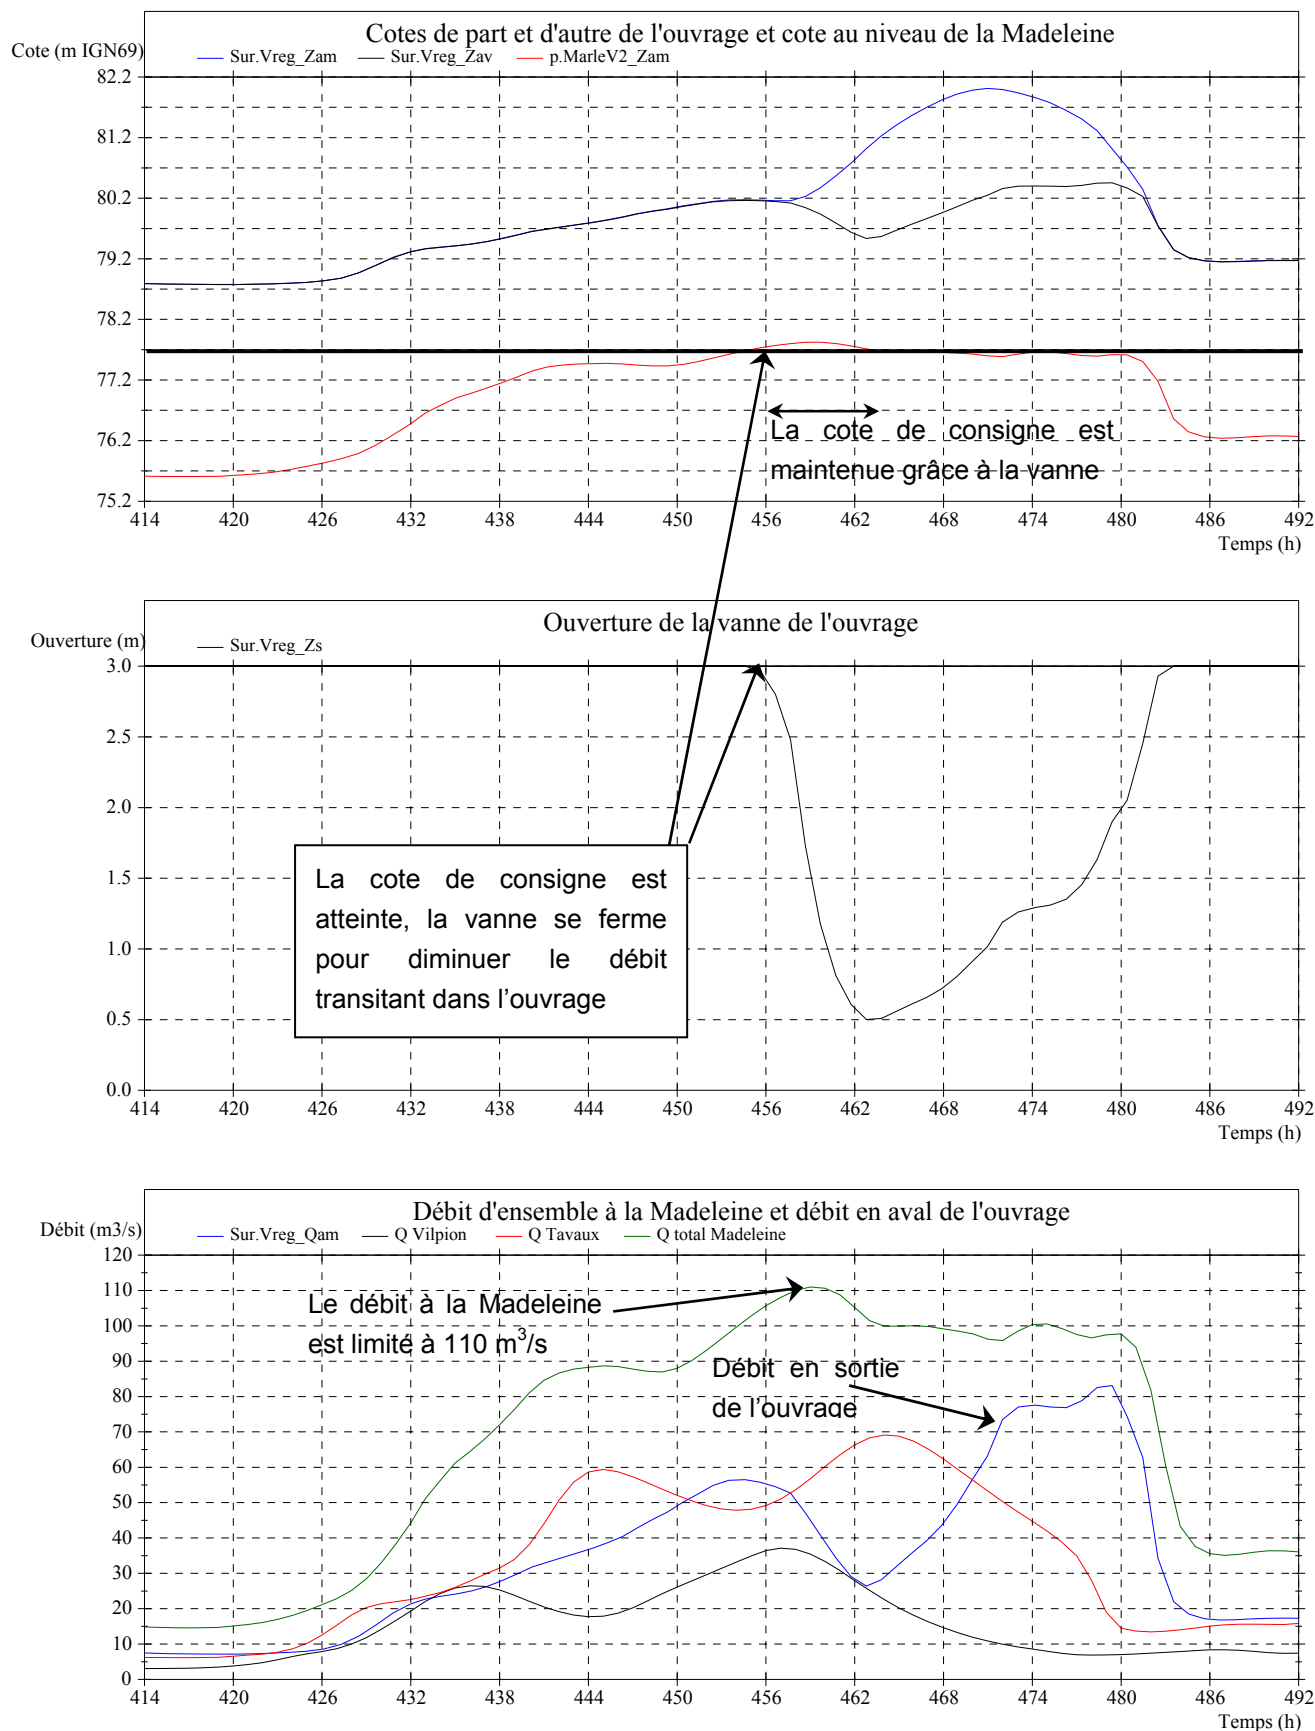 Cotes de part et d'autre de l'ouvrage et cote au niveau de la Madeleine
Cote (m IGN69)
Sur.Vreg_Zam Sur.Vreg_Zav p.MarleV2_Zam
82.2
81.2
80.2
79.2
78.2
77.2
76.2
75.2
La cote de consigne est
maintenue grâce à la vanne
414 420 426 432 438 444 450 456 462 468 474 480 486 492
Temps (h)
Ouverture de la vanne de l'ouvrage
Ouverture (m)
Sur.Vreg_Zs
3.0
2.5
2.0
1.5
1.0
0.5
0.0
La cote de consigne est
atteinte, la vanne se ferme
pour diminuer le débit
transitant dans l'ouvrage
414 420 426 432 438 444 450 456 462 468 474 480 486 492
Temps (h)
Débit d'ensemble à la Madeleine et débit en aval de l'ouvrage
Débit (m3/s)
Sur.Vreg_Qam Q Vilpion Q Tavaux Q total Madeleine
120
110
100
90
80
70
60
50
40
30
20
10
0
Le débit à la Madeleine
est limité à 110 m³/s
Débit en sortie
de l'ouvrage
414 420 426 432 438 444 450 456 462 468 474 480 486 492
Temps (h)